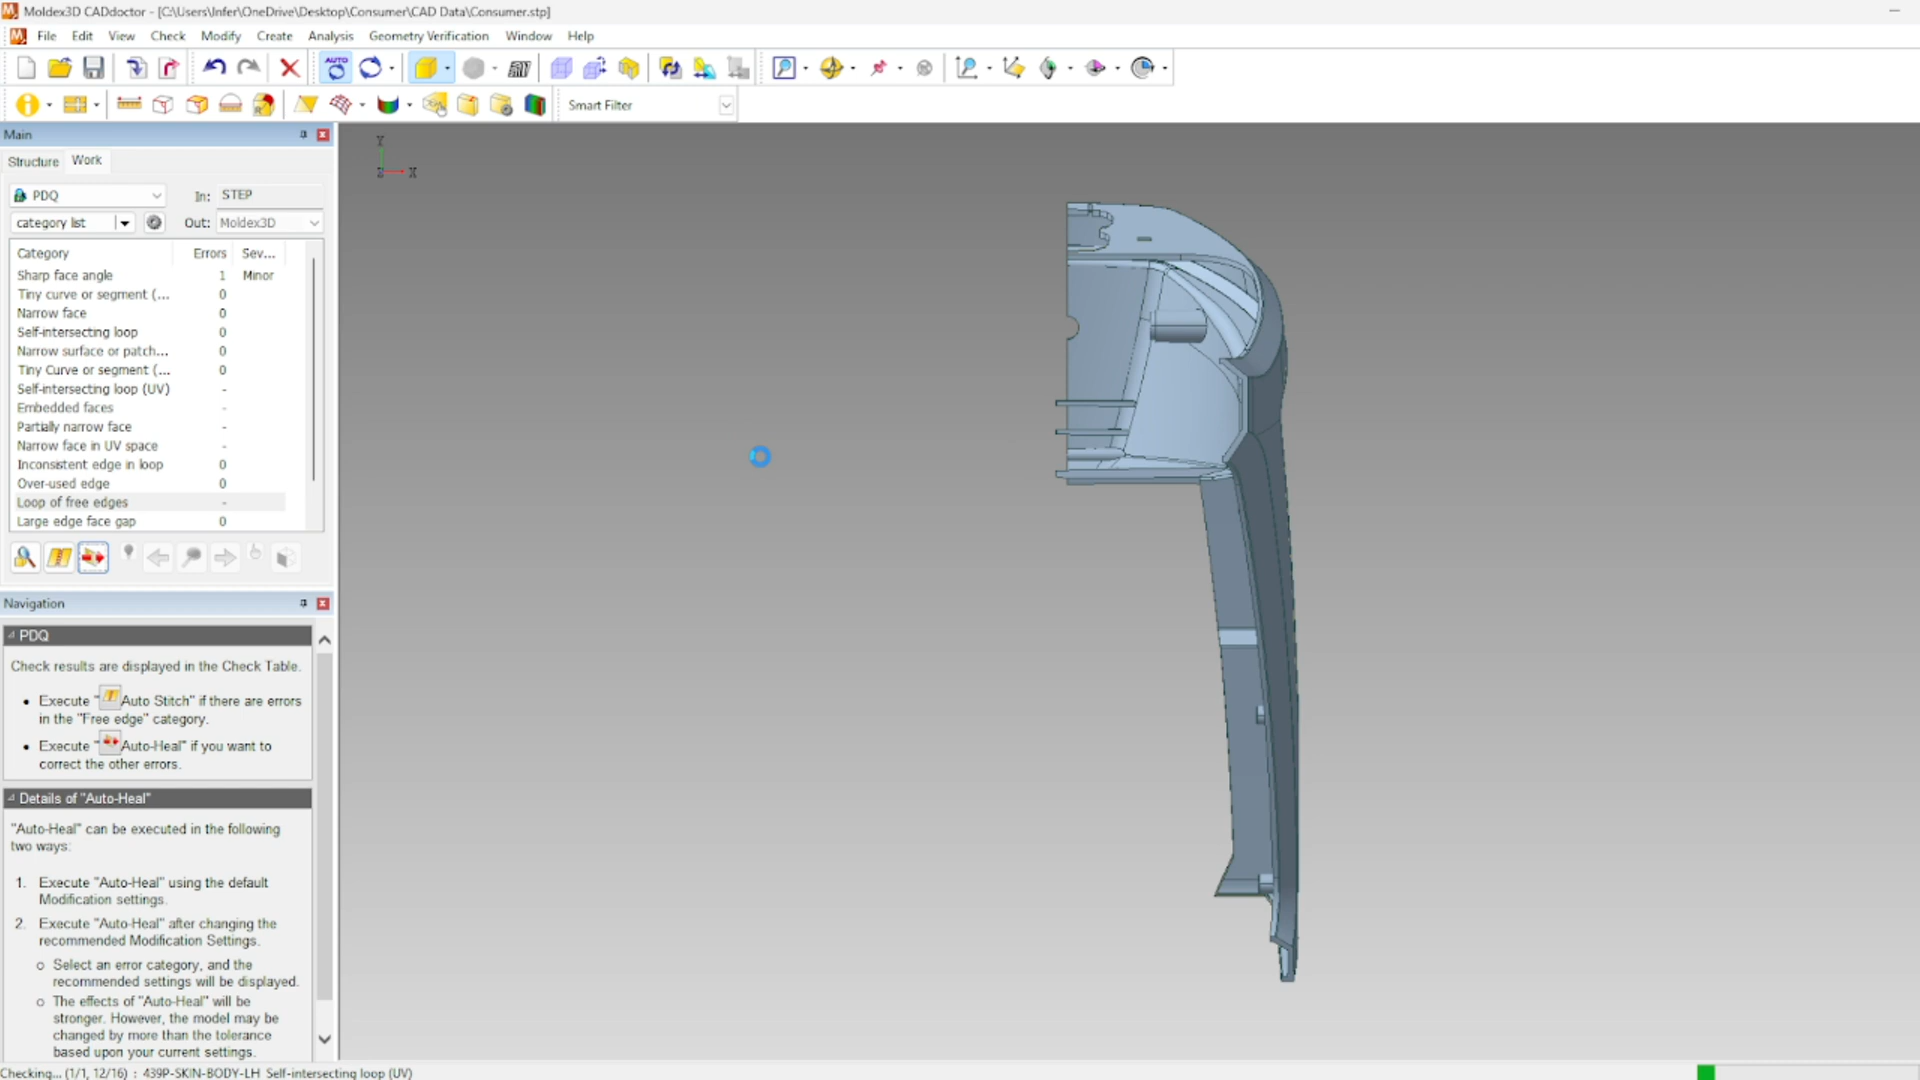 Moldex3D CADdoctor - [C:\Users\Infer\OneDrive\Desktop\Consumer\CAD Data\Consumer.stp]
File Edit View Check Modify Create Analysis Geometry Verification Window Help
AUTO
Smart Filter
Main
Structure Work
PDQ In: STEP
category list Out: Moldex3D
Category Errors Sev...
Sharp face angle 1 Minor
Tiny curve or segment (... 0
Narrow face 0
Self-intersecting loop 0
Narrow surface or patch... 0
Tiny Curve or segment (... 0
Self-intersecting loop (UV) -
Embedded faces -
Partially narrow face -
Narrow face in UV space -
Inconsistent edge in loop 0
Over-used edge 0
Loop of free edges -
Large edge face gap 0
Navigation
PDQ
Check results are displayed in the Check Table.
• Execute "Auto Stitch" if there are errors
in the "Free edge" category.
• Execute "Auto-Heal" if you want to
correct the other errors.
Details of "Auto-Heal"
"Auto-Heal" can be executed in the following
two ways:
1. Execute "Auto-Heal" using the default
Modification settings.
2. Execute "Auto-Heal" after changing the
recommended Modification Settings.
o Select an error category, and the
recommended settings will be displayed.
o The effects of "Auto-Heal" will be
stronger. However, the model may be
changed by more than the tolerance
based upon your current settings.
Checking... (1/1, 12/16) : 439P-SKIN-BODY-LH Self-intersecting loop (UV)
Y
Z X